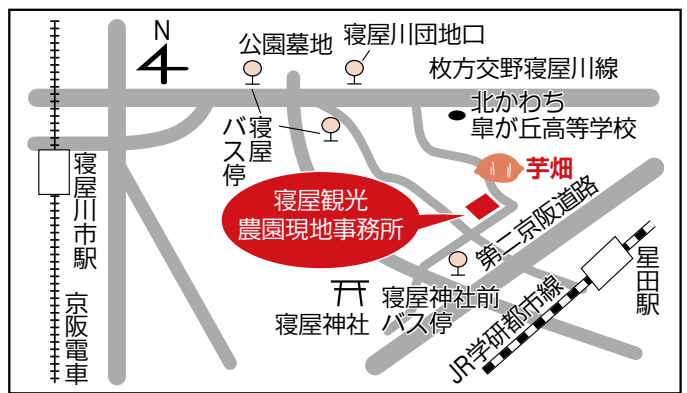 N
公園墓地
寝屋川団地口
枚方交野寝屋川線
北かわち
皐が丘高等学校
寝屋
バス停
芋畑
寝屋観光
農園現地事務所
第二京阪道路
寝屋川市駅
京阪電車
寝屋神社
寝屋神社前
バス停
JR学研都市線
星田駅